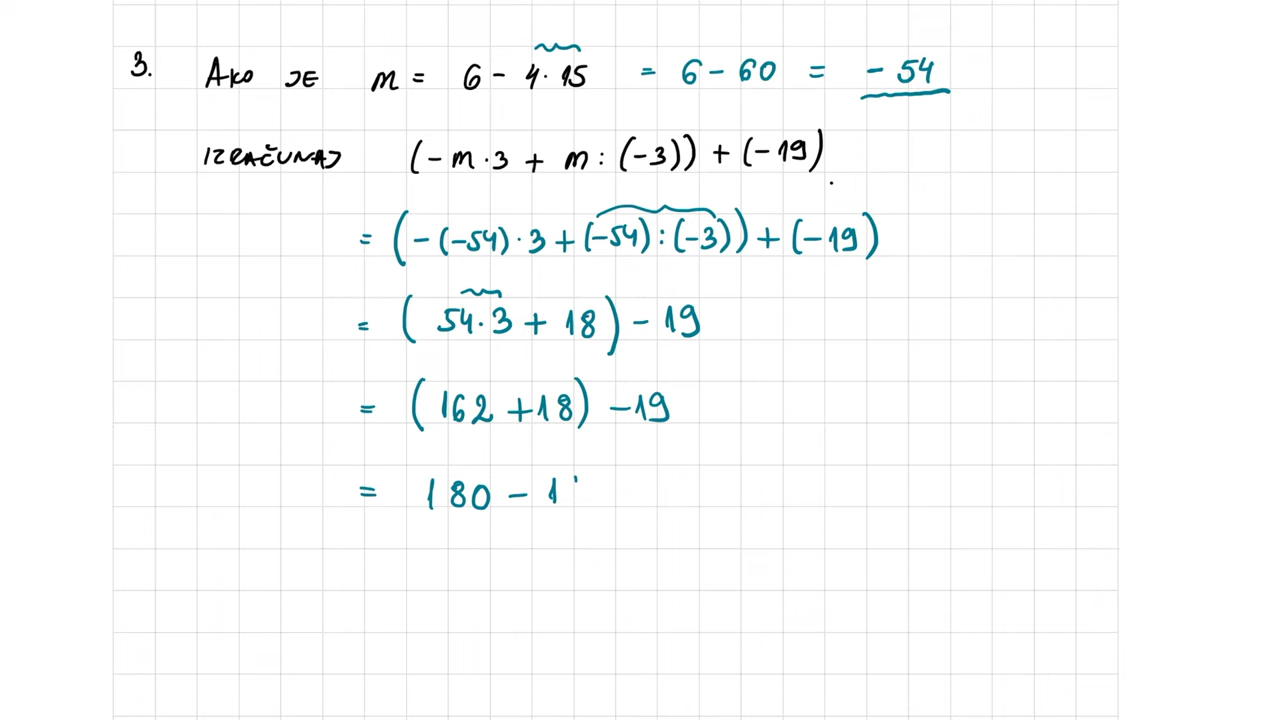 3. AKO JE m = 6 - 4·15 = 6 - 60 = - 54
IZRAČUNAJ (-m·3 + m : (-3)) + (-19).
= (-(-54)·3 + (-54) : (-3)) + (-19)
= (54·3 + 18) - 19
= (162 + 18) - 19
= 180 - 1